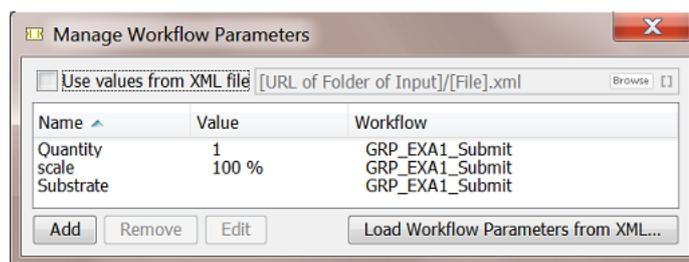 Manage Workflow Parameters
X
Use values from XML file [URL of Folder of Input]/[File].xml Browse []
Name Value Workflow
Quantity 1 GRP_EXA1_Submit
scale 100 % GRP_EXA1_Submit
Substrate GRP_EXA1_Submit
Add Remove Edit Load Workflow Parameters from XML...